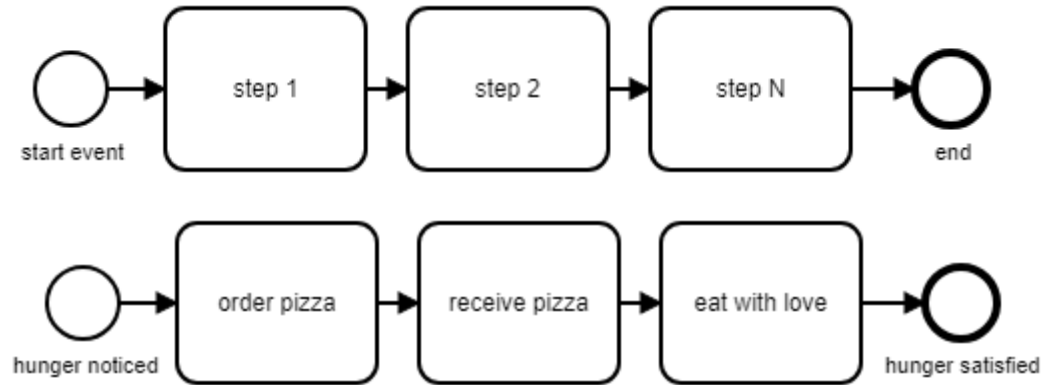 step 1
step 2
step N
start event
end
order pizza
receive pizza
eat with love
hunger noticed
hunger satisfied